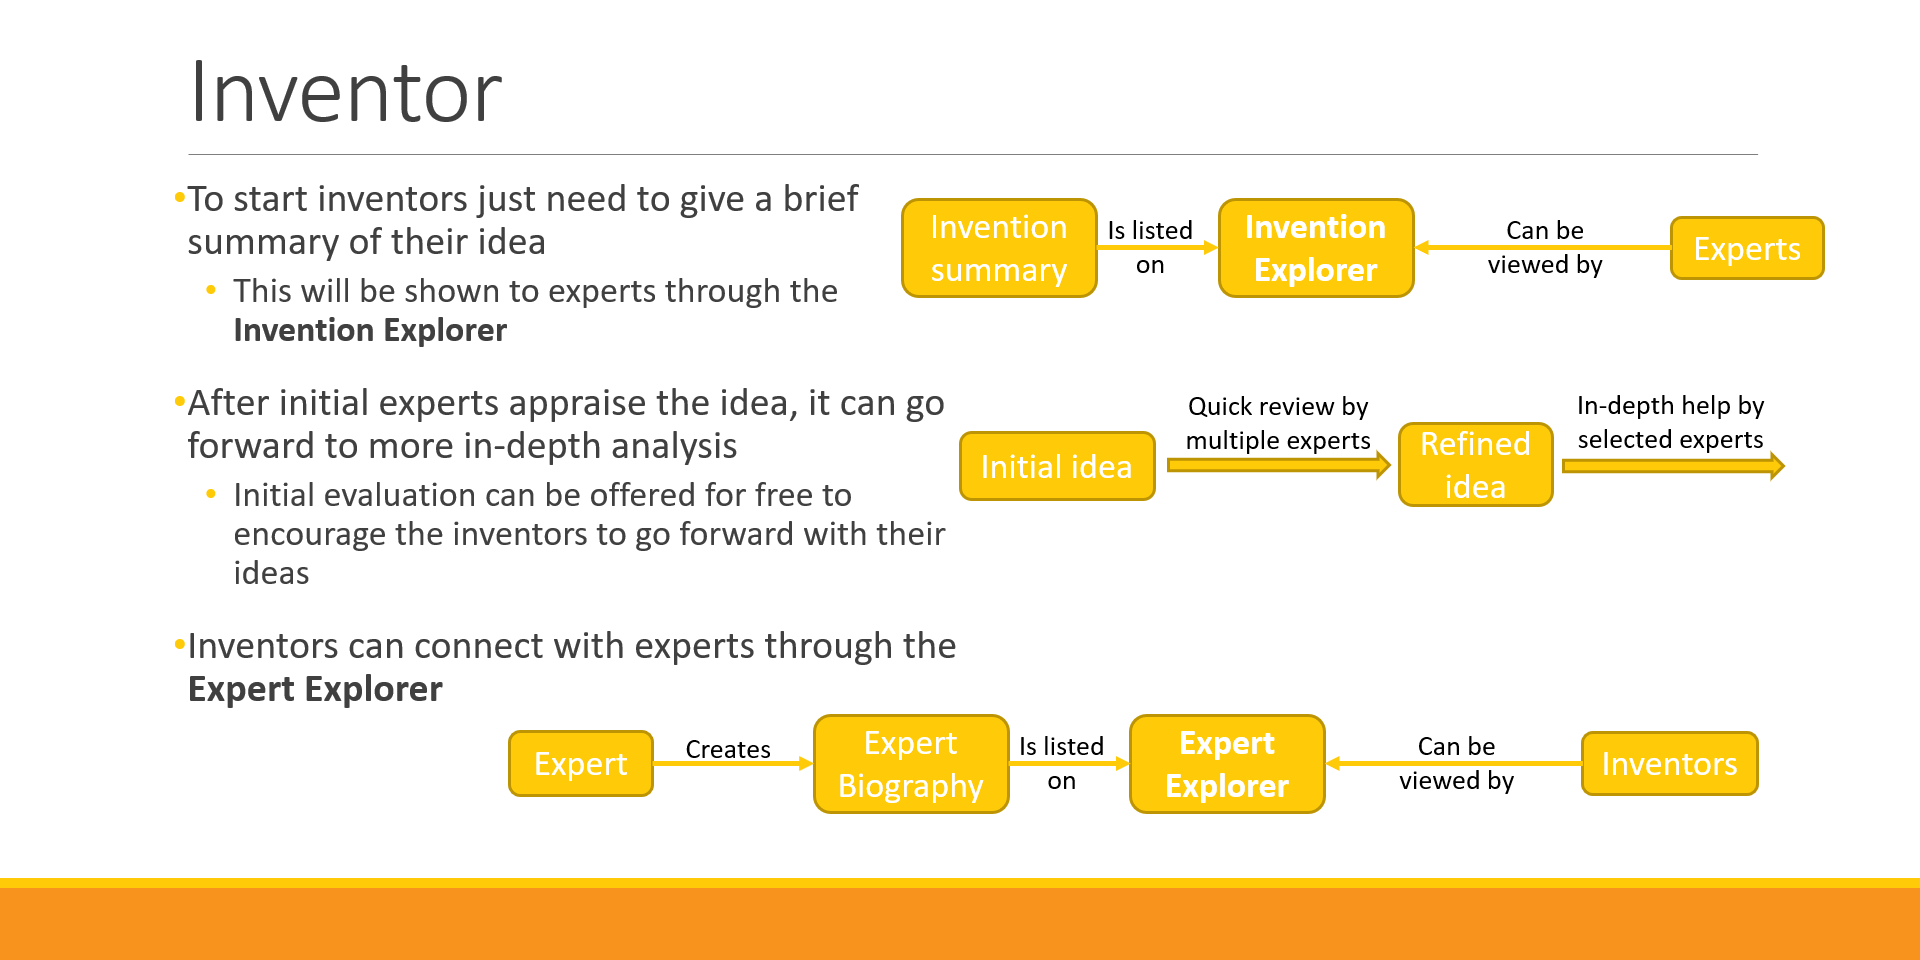 Inventor
•To start inventors just need to give a brief
summary of their idea
• This will be shown to experts through the
Invention Explorer
Invention
summary
Is listed
on
Invention
Explorer
Can be
viewed by
Experts
•After initial experts appraise the idea, it can go
forward to more in-depth analysis
• Initial evaluation can be offered for free to
encourage the inventors to go forward with their
ideas
Initial idea
Quick review by
multiple experts
Refined
idea
In-depth help by
selected experts
•Inventors can connect with experts through the
Expert Explorer
Expert
Creates
Expert
Biography
Is listed
on
Expert
Explorer
Can be
viewed by
Inventors